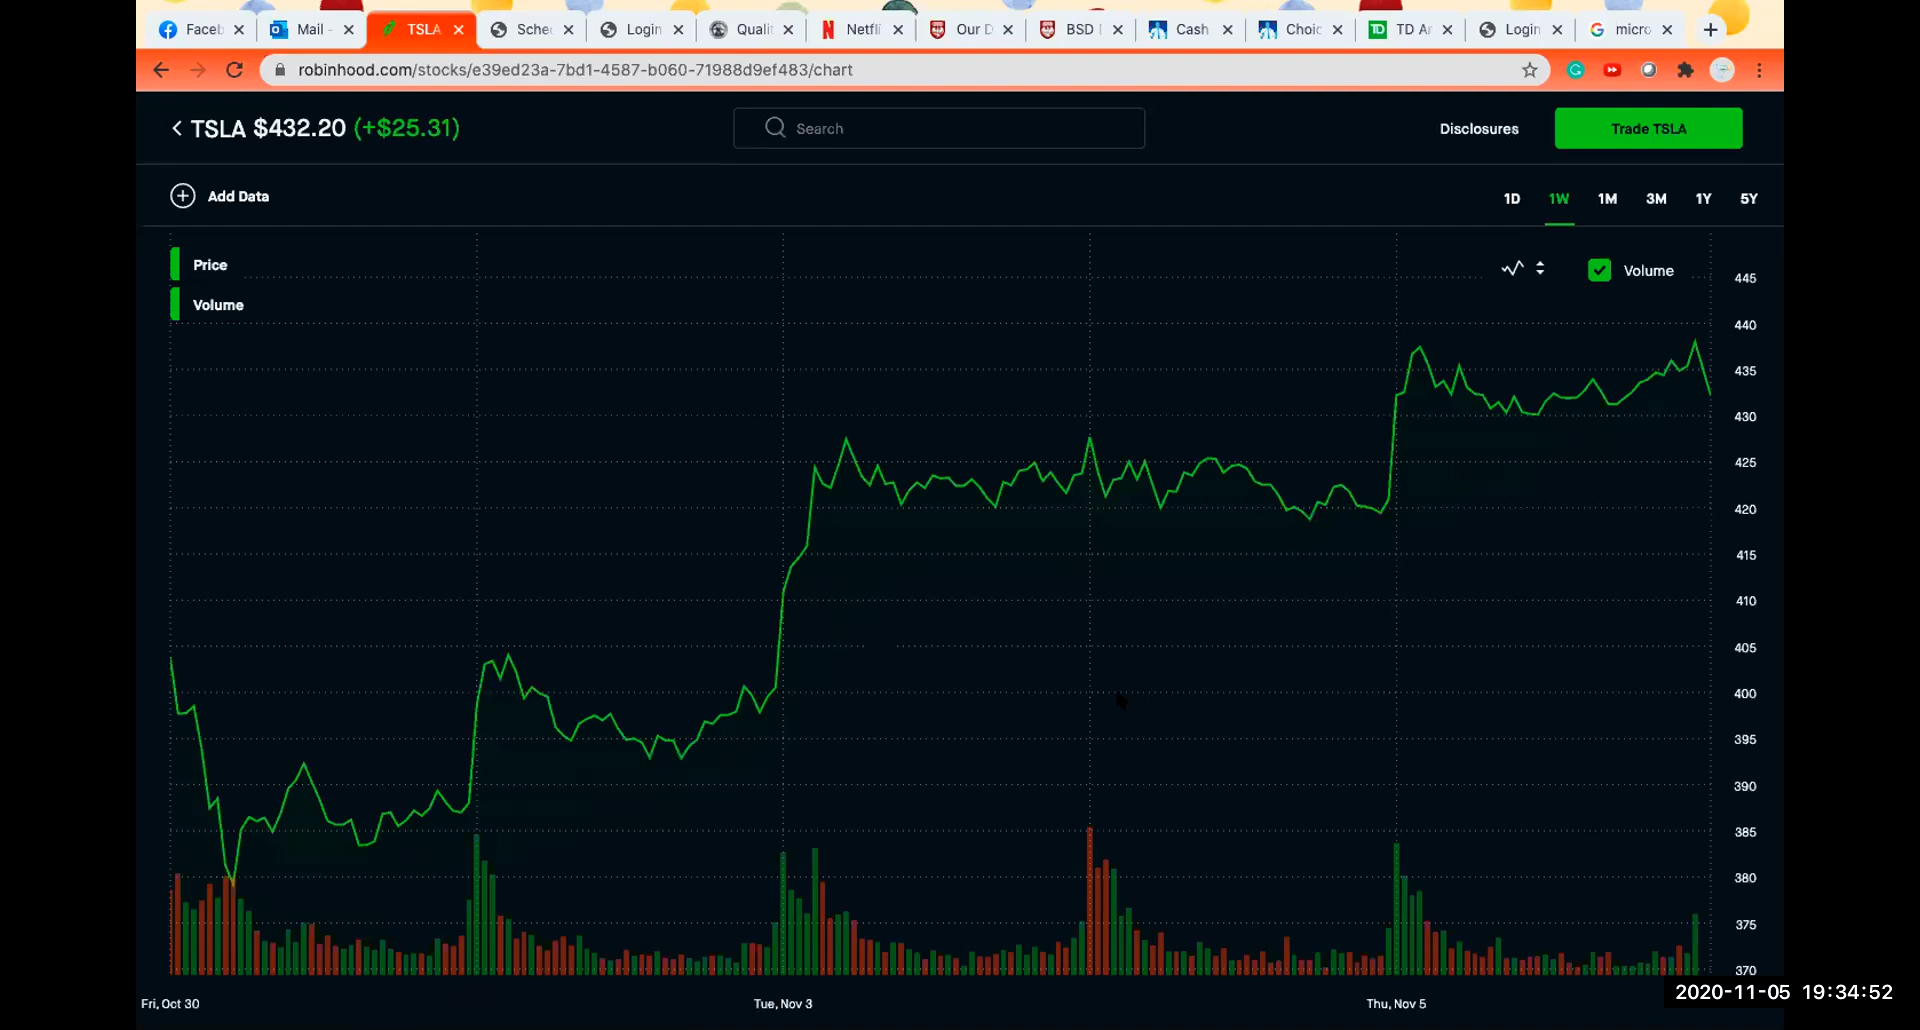 Faceb
Mail -
TSLA
Sche
Login
Quali
Netfli
Our D
BSD
Cash
Choic
TD Ar
Login
micro
robinhood.com/stocks/e39ed23a-7bd1-4587-b060-71988d9ef483/chart
TSLA $432.20 (+$25.31)
Search
Disclosures
Trade TSLA
Add Data
1D 1W 1M 3M 1Y 5Y
Price
Volume
Volume
445
440
435
430
425
420
415
410
405
400
395
390
385
380
375
370
Fri, Oct 30
Tue, Nov 3
Thu, Nov 5
2020-11-05 19:34:52